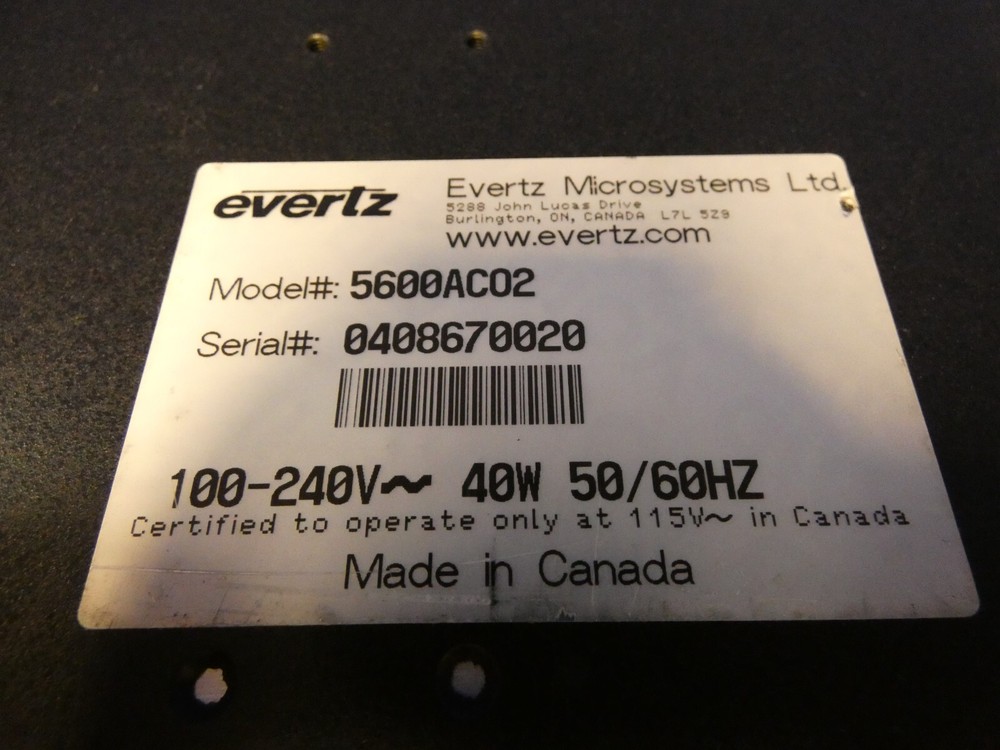 evertz
Evertz Microsystems Ltd.
5288 John Lucas Drive
Burlington, ON, CANADA L7L 5Z9
www.evertz.com
Model#: 5600ACO2
Serial#: 0408670020
100-240V~ 40W 50/60HZ
Certified to operate only at 115V~ in Canada
Made in Canada